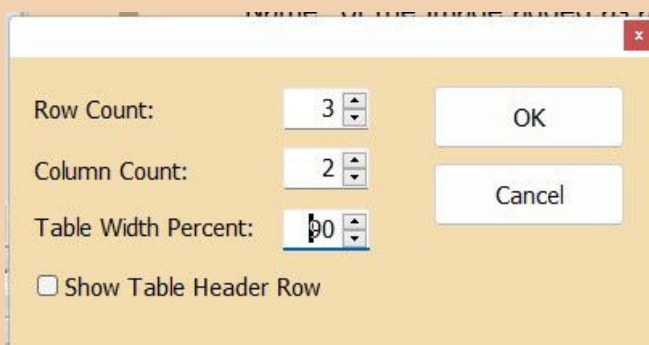 Row Count: 3 OK
Column Count: 2
Cancel
Table Width Percent: 90
Show Table Header Row